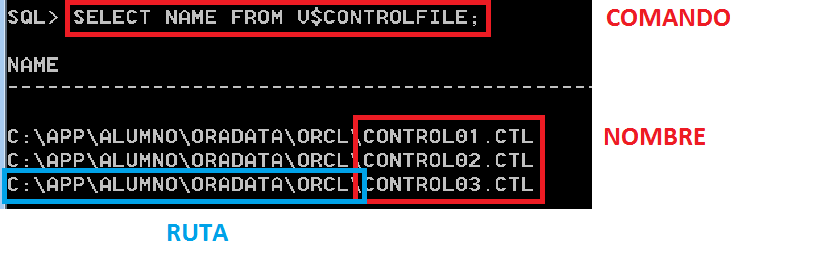 SQL> SELECT NAME FROM V$CONTROLFILE; COMANDO
NAME
--------------------------------------------------
C:\APP\ALUMNO\ORADATA\ORCL\CONTROL01.CTL NOMBRE
C:\APP\ALUMNO\ORADATA\ORCL\CONTROL02.CTL
C:\APP\ALUMNO\ORADATA\ORCL\CONTROL03.CTL
RUTA